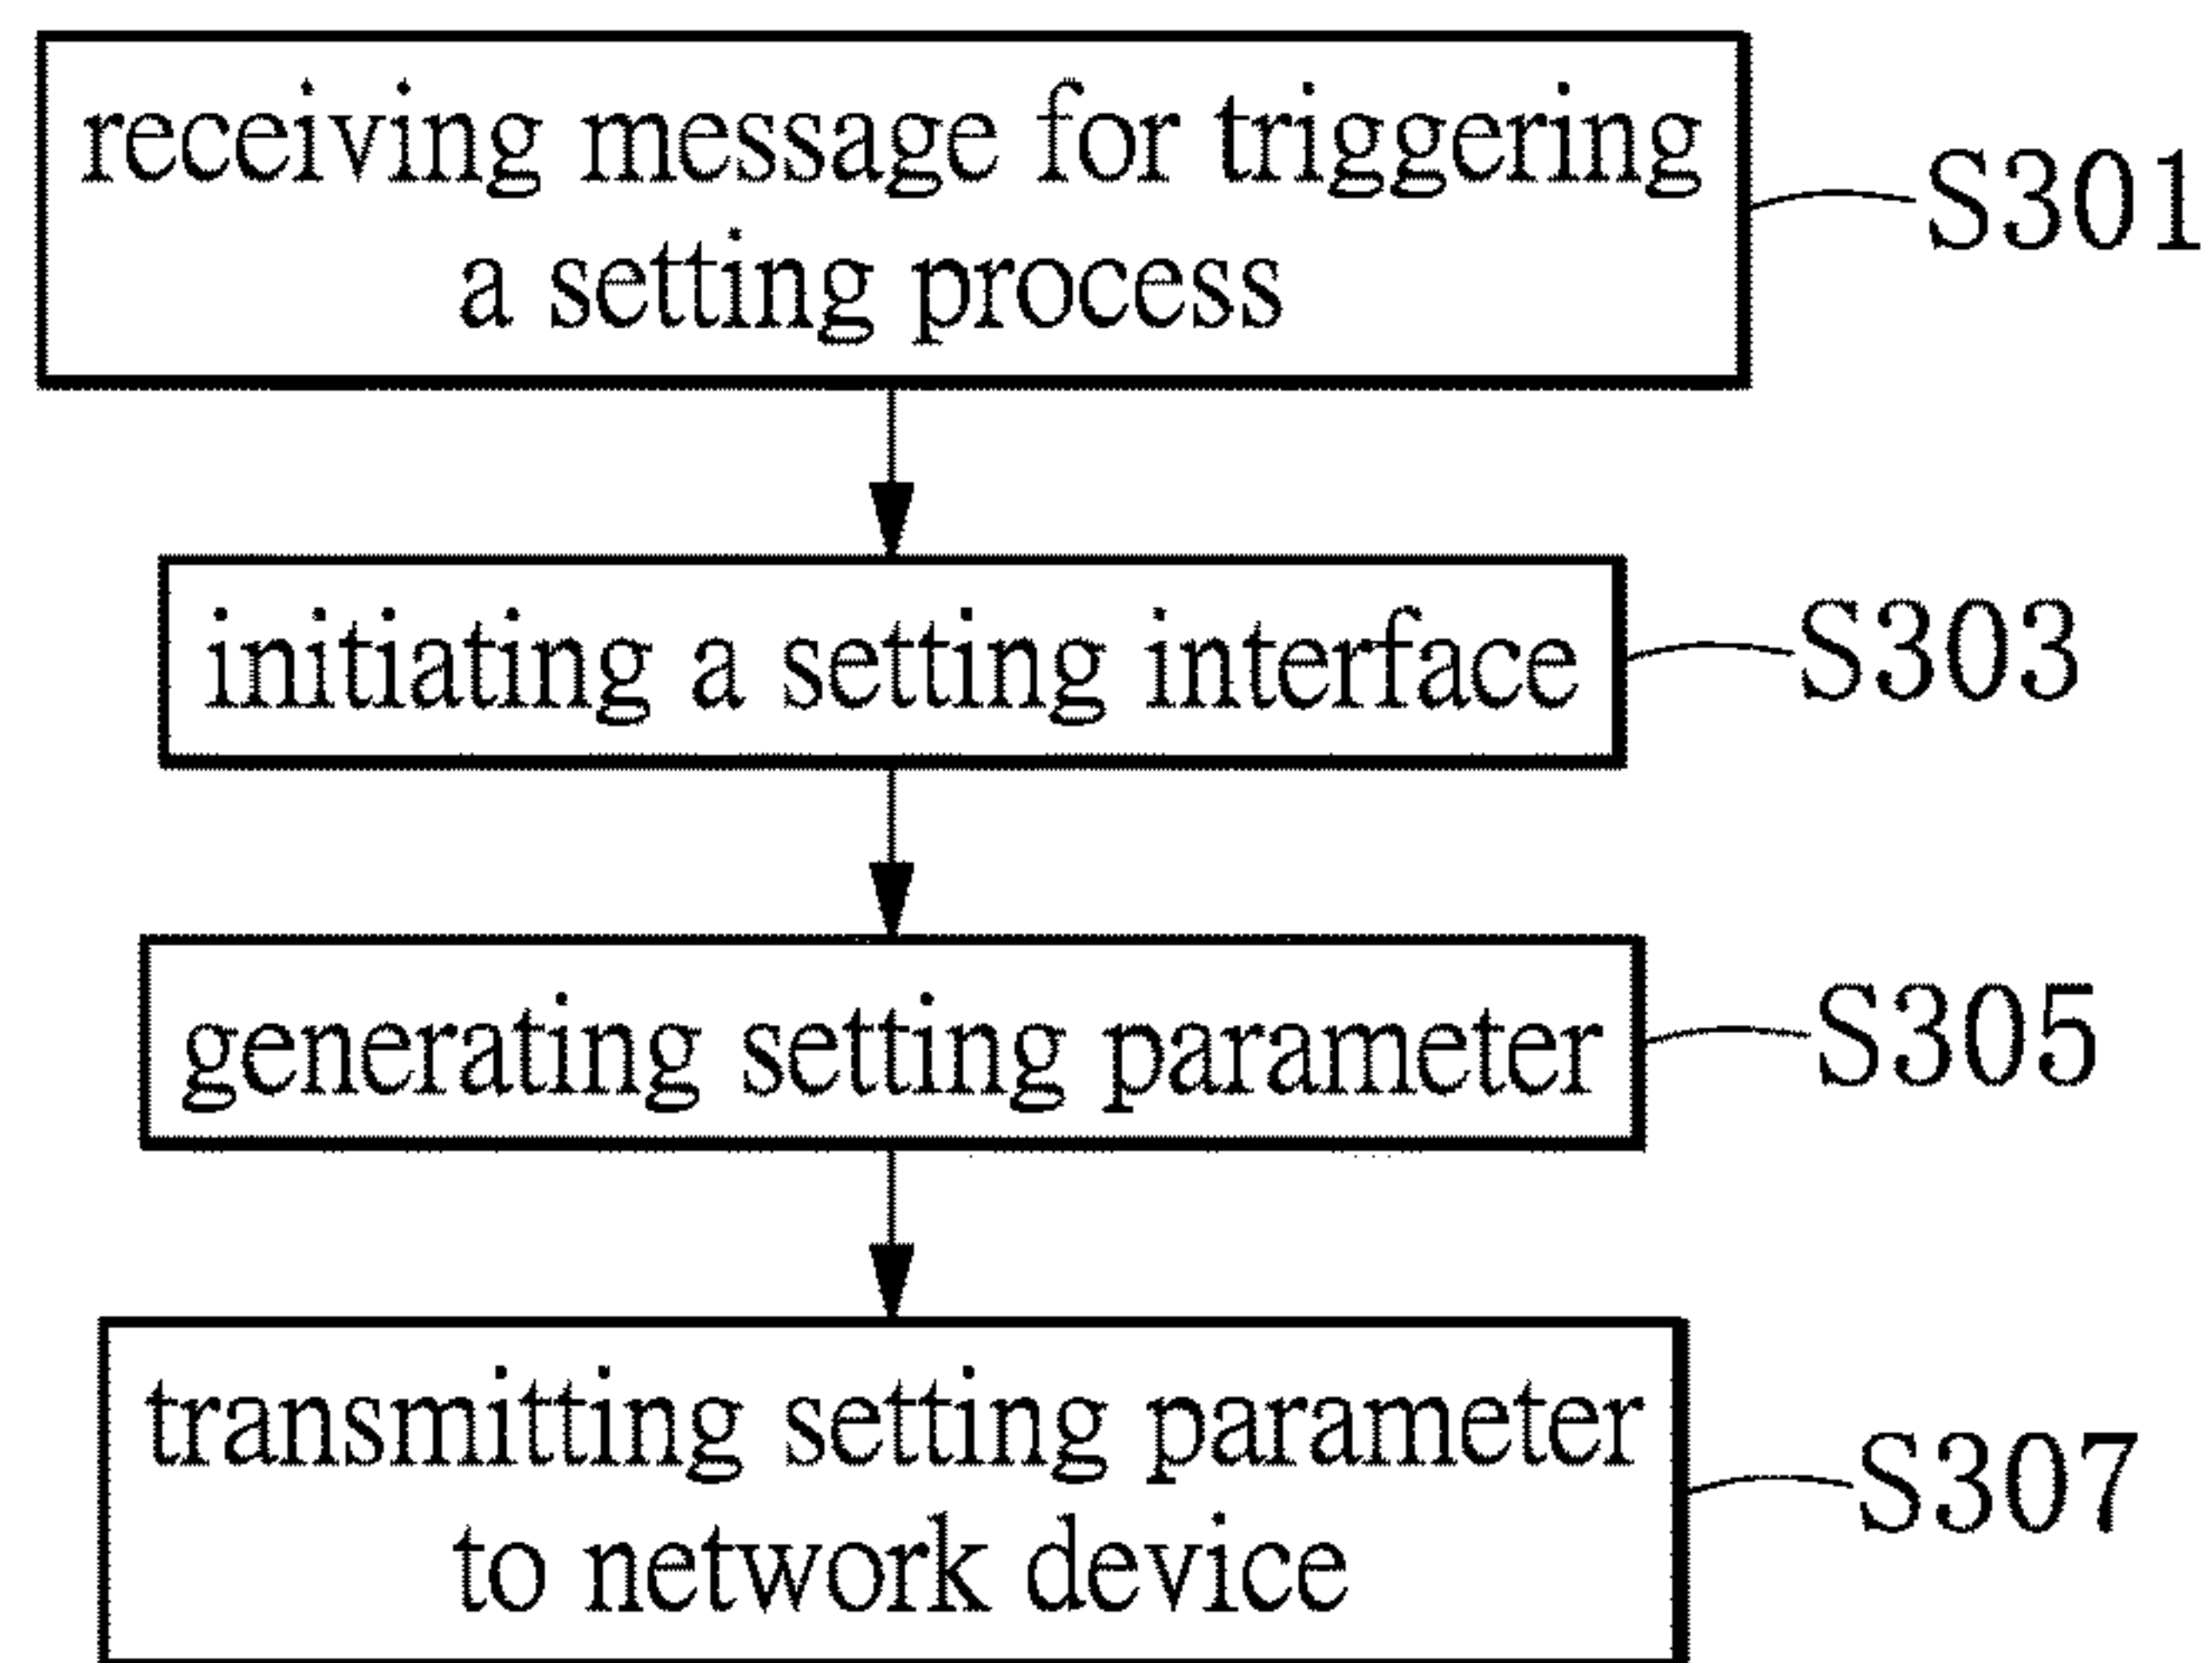 receiving message for triggering
a setting process
S301
initiating a setting interface
S303
generating setting parameter
S305
transmitting setting parameter
to network device
S307